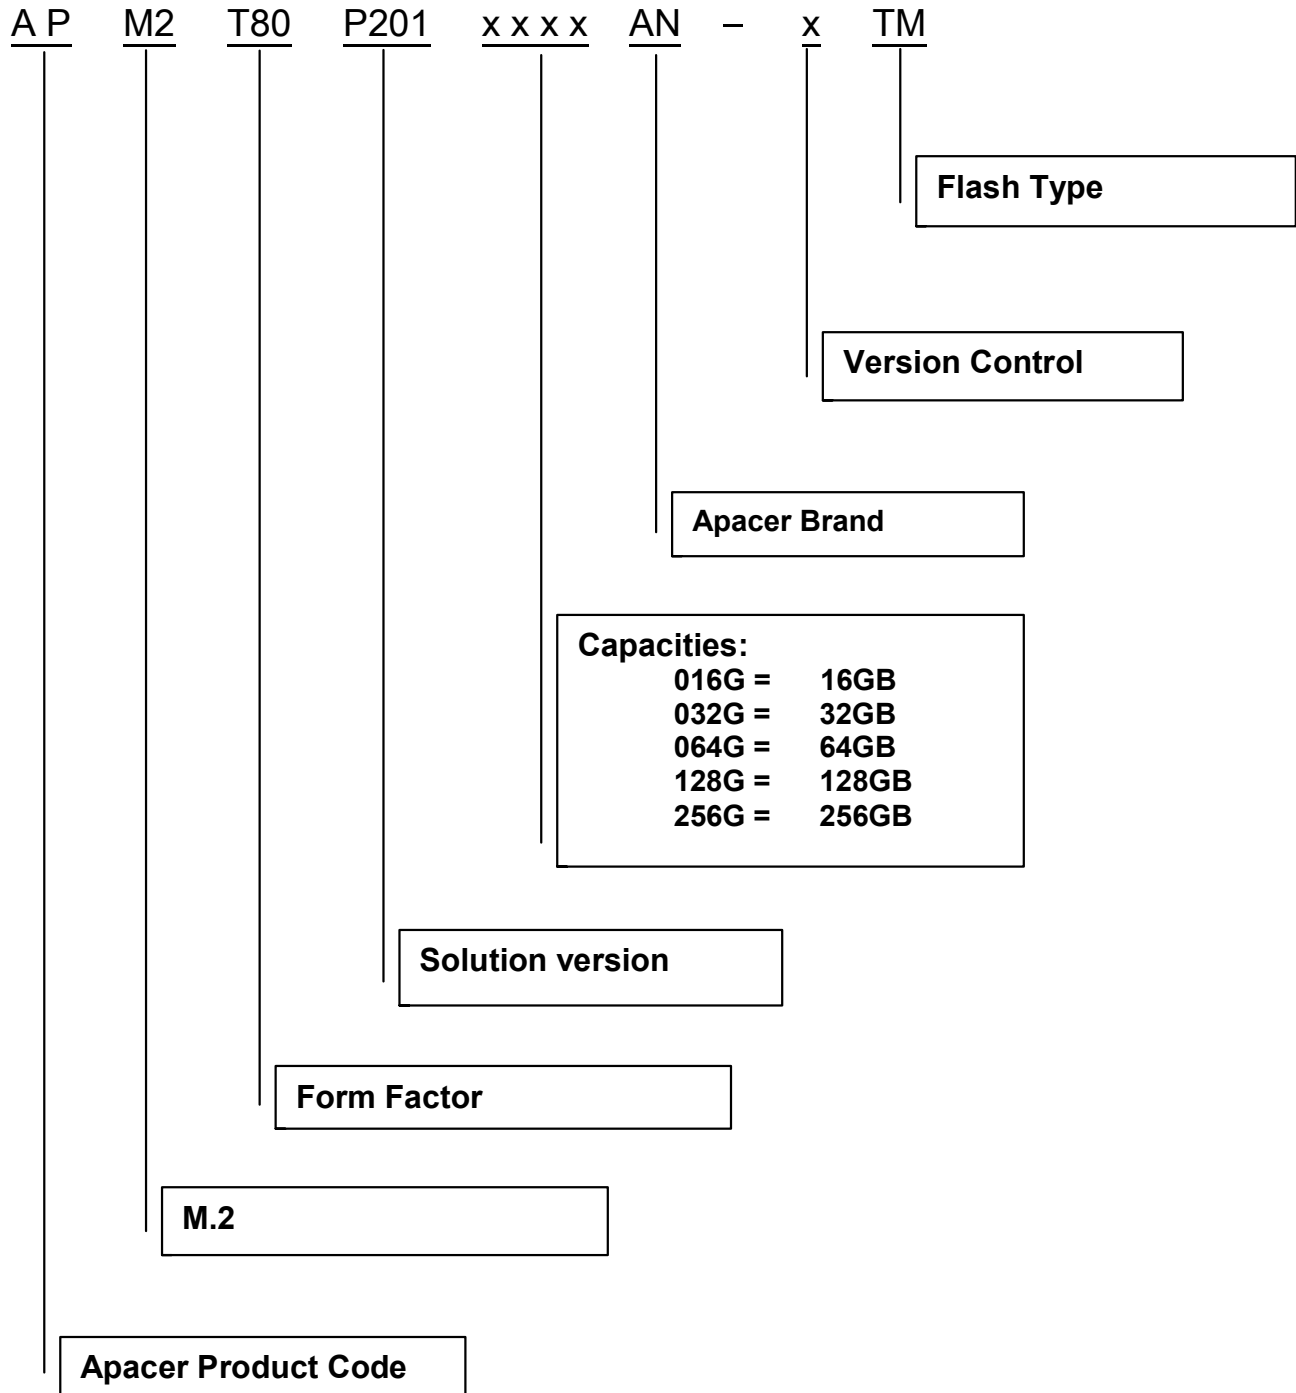 A P M2 T80 P201 x x x x AN – x TM
Flash Type
Version Control
Apacer Brand
Capacities:
016G = 16GB
032G = 32GB
064G = 64GB
128G = 128GB
256G = 256GB
Solution version
Form Factor
M.2
Apacer Product Code